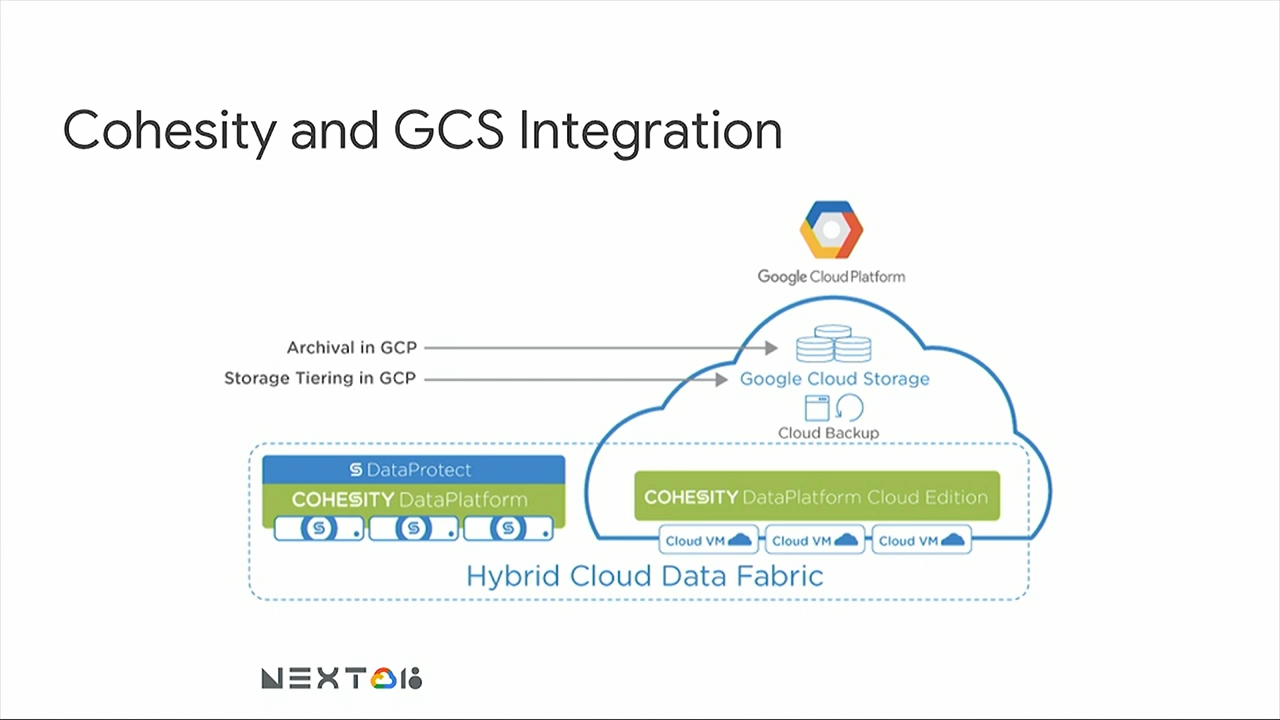 Cohesity and GCS Integration
Google Cloud Platform
Archival in GCP
Storage Tiering in GCP
Google Cloud Storage
Cloud Backup
DataProtect
COHESITY DataPlatform
COHESITY DataPlatform Cloud Edition
Cloud VM
Cloud VM
Cloud VM
Hybrid Cloud Data Fabric
NEXT 18